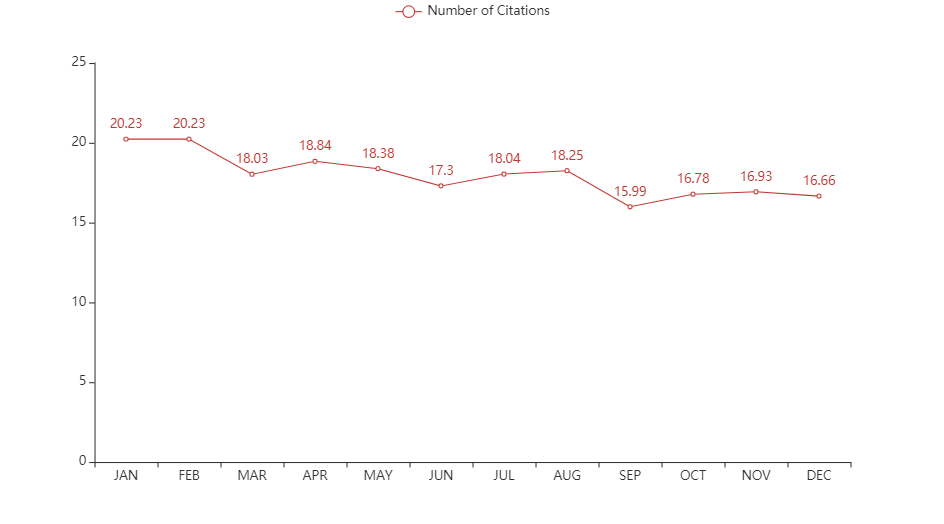 Number of Citations
25
20
15
10
5
0
20.23 20.23 18.03 18.84 18.38 17.3 18.04 18.25 15.99 16.78 16.93 16.66
JAN FEB MAR APR MAY JUN JUL AUG SEP OCT NOV DEC